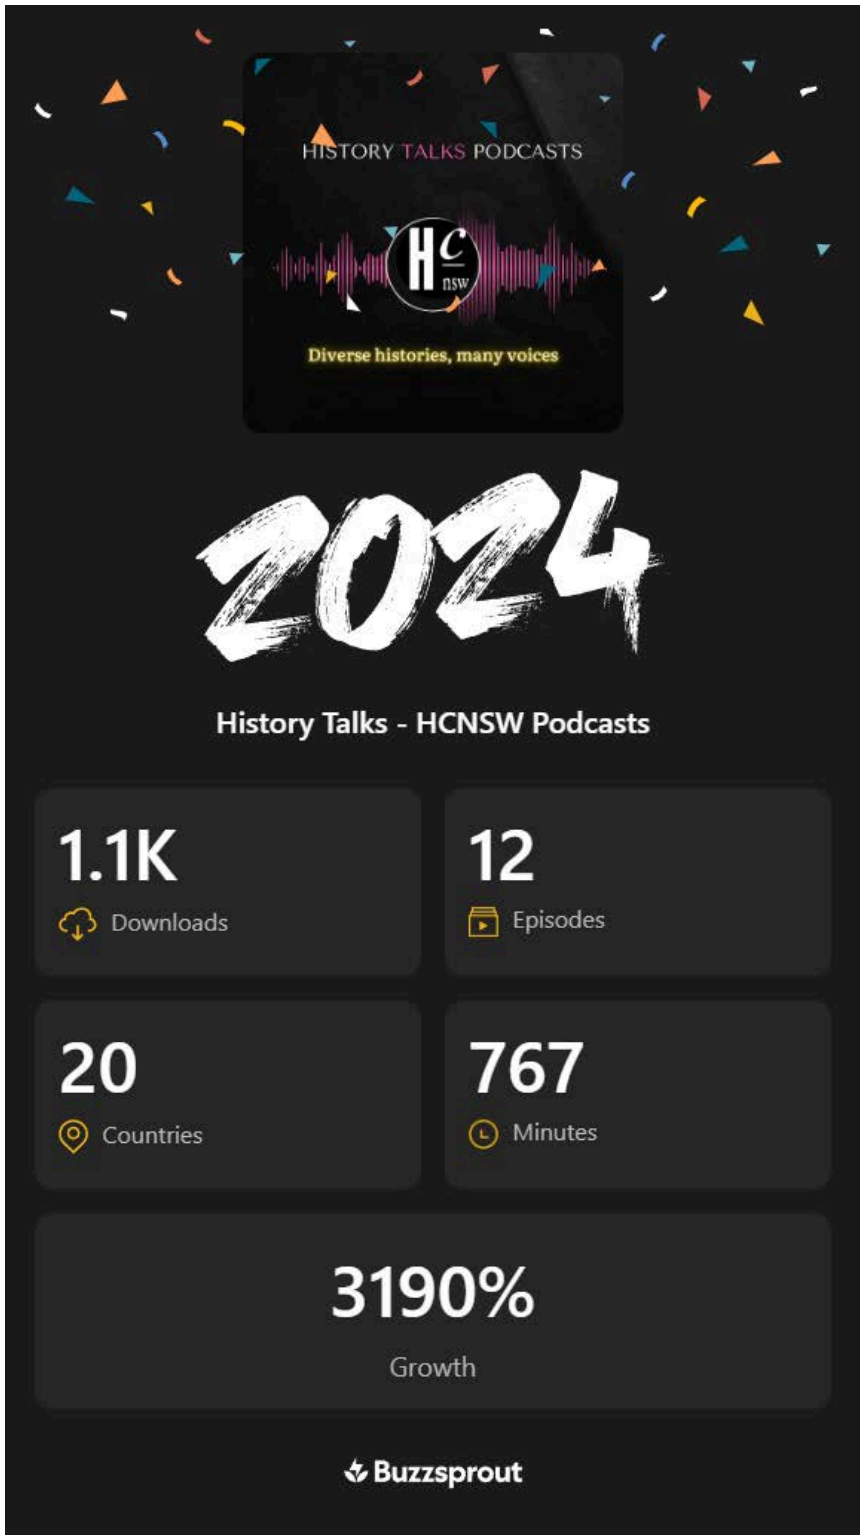 HISTORY TALKS PODCASTS
Hc
nsw
Diverse histories, many voices
2024
History Talks - HCNSW Podcasts
1.1K
Downloads
12
Episodes
20
Countries
767
Minutes
3190%
Growth
Buzzsprout